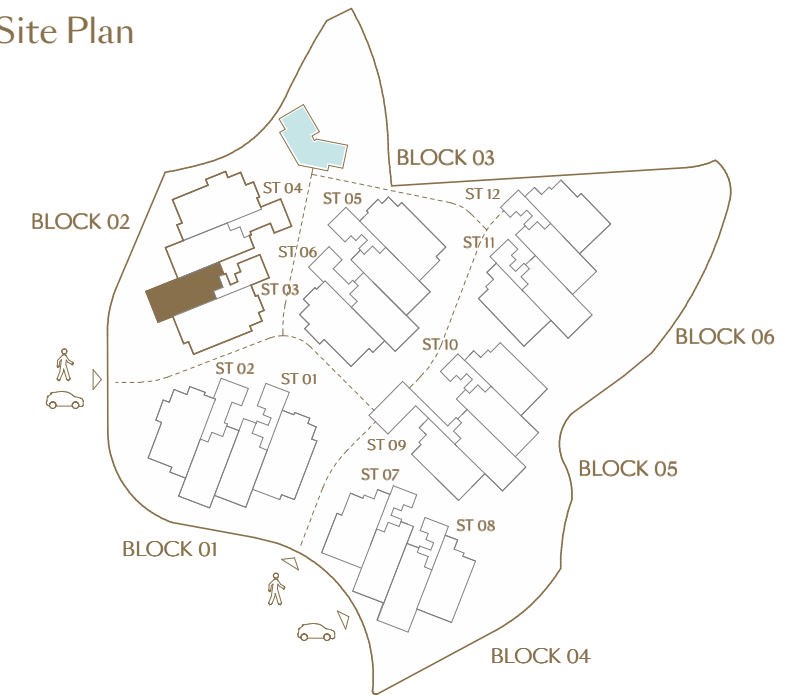 Site Plan
BLOCK 03
ST 04
ST 05
ST 12
BLOCK 02
ST 11
ST 06
ST 03
BLOCK 06
ST 10
ST 02
ST 01
ST 09
BLOCK 05
ST 07
ST 08
BLOCK 01
BLOCK 04